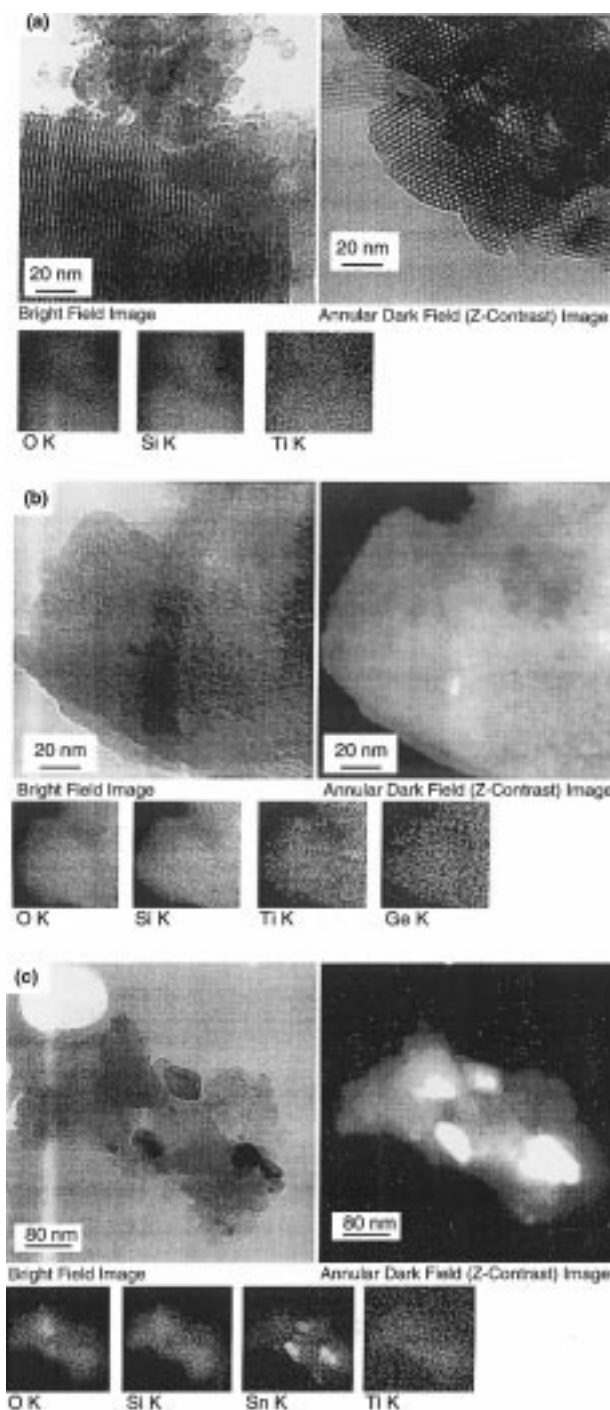 (a)
20 nm 20 nm
Bright Field Image Annular Dark Field (Z-Contrast) Image
O K Si K Ti K
(b)
20 nm 20 nm
Bright Field Image Annular Dark Field (Z-Contrast) Image
O K Si K Ti K Ge K
(c)
80 nm 80 nm
Bright Field Image Annular Dark Field (Z-Contrast) Image
O K Si K Sn K Ti K